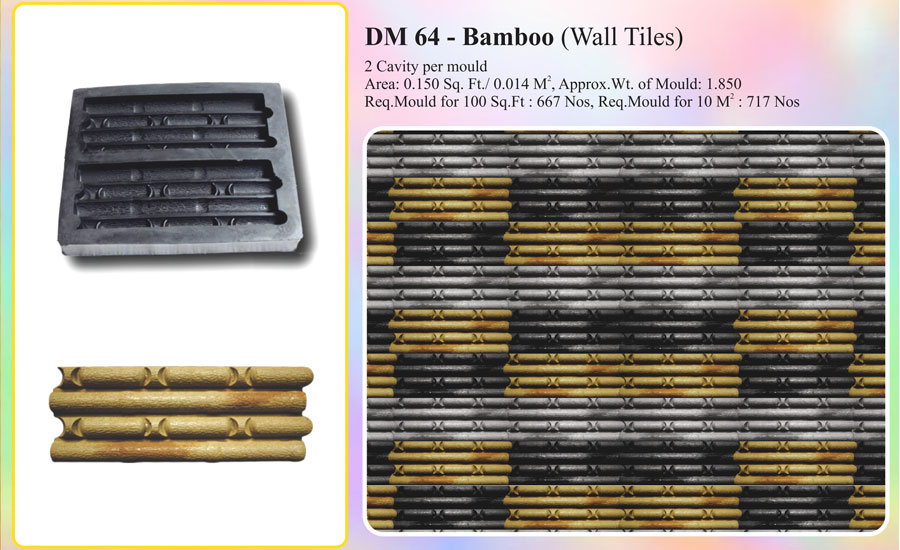 DM 64 - Bamboo (Wall Tiles)
2 Cavity per mould
Area: 0.150 Sq. Ft./ 0.014 M², Approx.Wt. of Mould: 1.850
Req.Mould for 100 Sq.Ft : 667 Nos, Req.Mould for 10 M² : 717 Nos